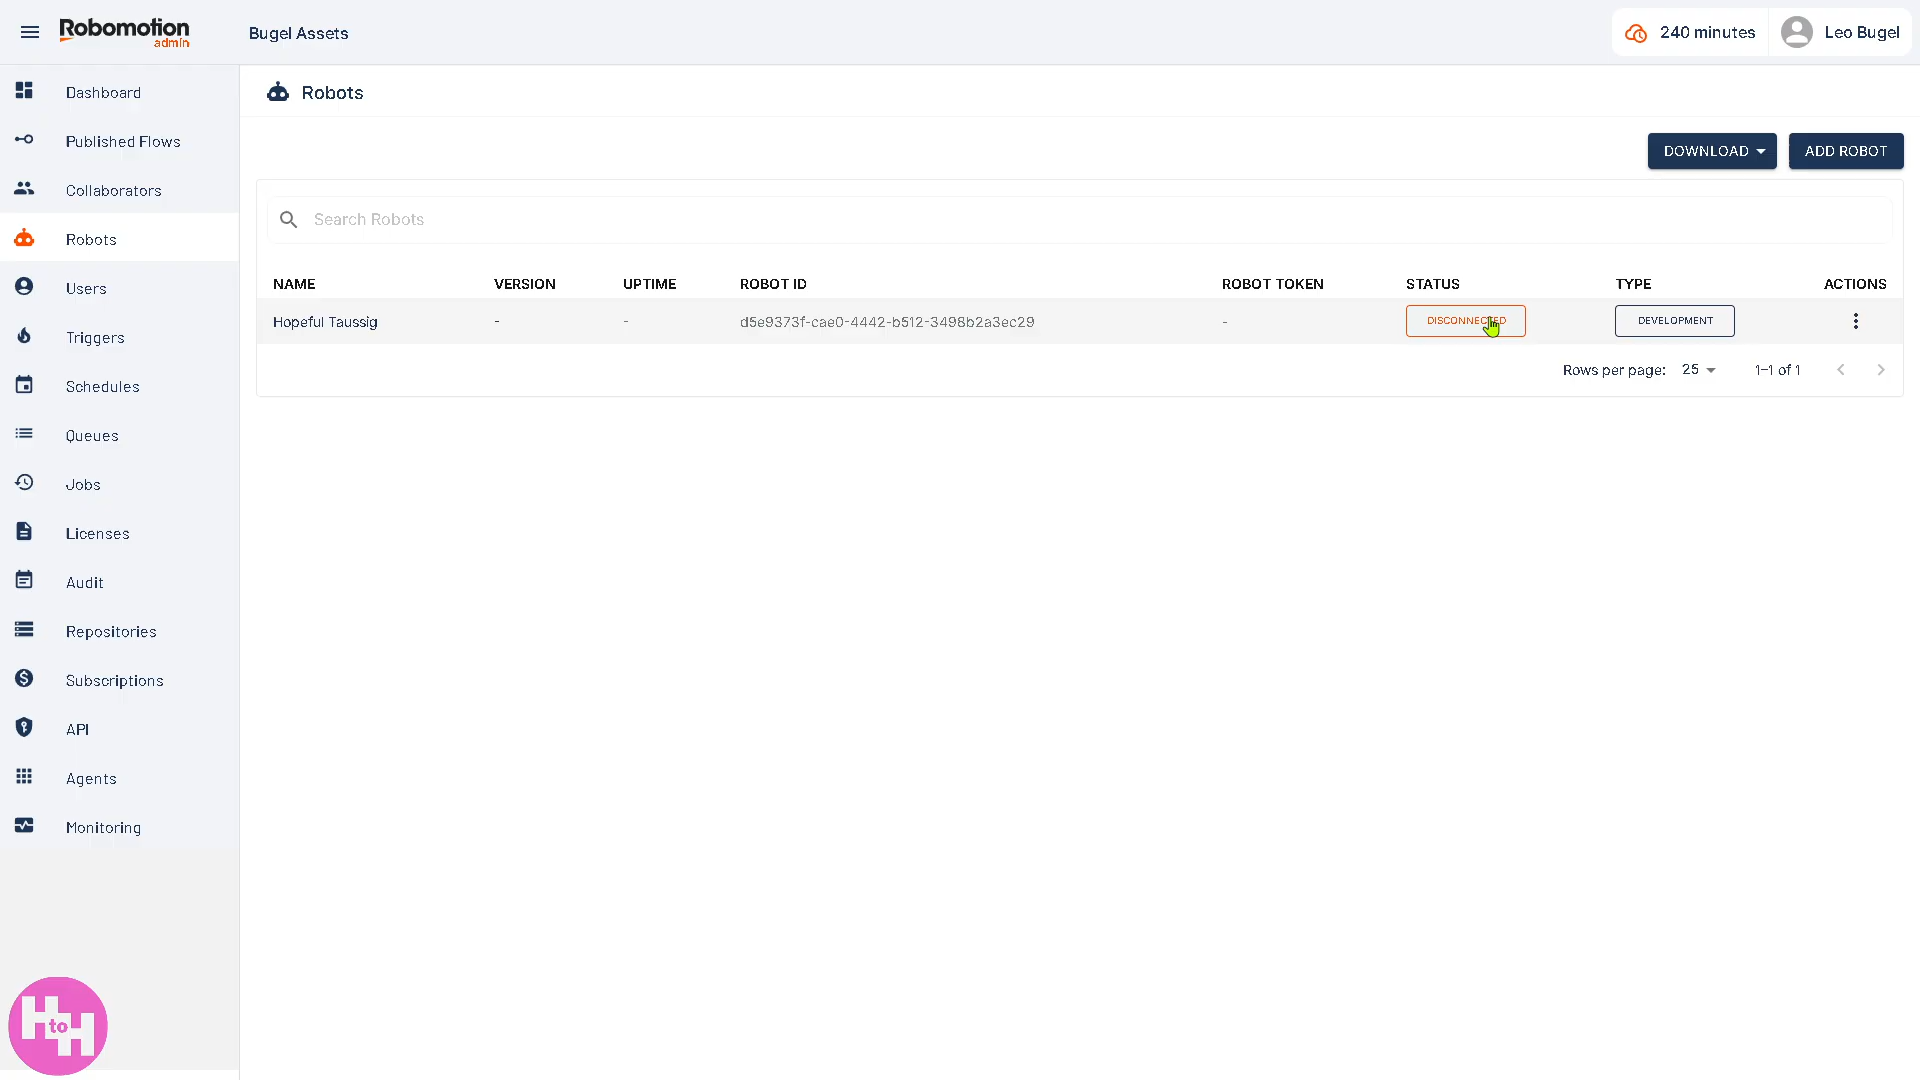 Robomotion
admin
Bugel Assets
240 minutes
Leo Bugel
Dashboard
Published Flows
Collaborators
Robots
Users
Triggers
Schedules
Queues
Jobs
Licenses
Audit
Repositories
Subscriptions
API
Agents
Monitoring
H to H
Robots
DOWNLOAD
ADD ROBOT
Search Robots
NAME VERSION UPTIME ROBOT ID ROBOT TOKEN STATUS TYPE ACTIONS
Hopeful Taussig - - d5e9373f-cae0-4442-b512-3498b2a3ec29 - DISCONNECTED DEVELOPMENT
Rows per page: 25 1-1 of 1